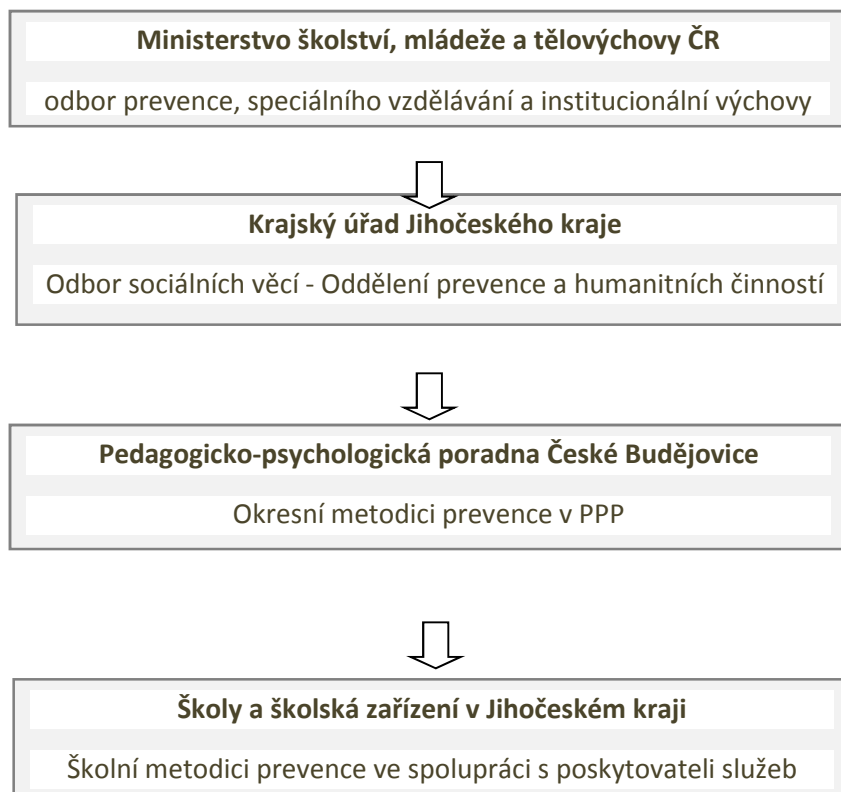 Ministerstvo školství, mládeže a tělovýchovy ČR
odbor prevence, speciálního vzdělávání a institucionální výchovy
Krajský úřad Jihočeského kraje
Odbor sociálních věcí - Oddělení prevence a humanitních činností
Pedagogicko-psychologická poradna České Budějovice
Okresní metodici prevence v PPP
Školy a školská zařízení v Jihočeském kraji
Školní metodici prevence ve spolupráci s poskytovateli služeb